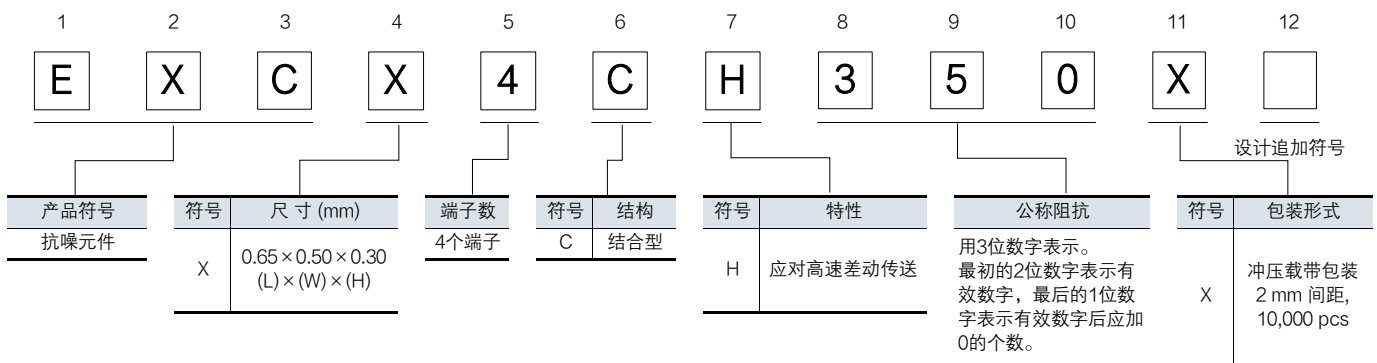 1 2 3 4 5 6 7 8 9 10 11 12
E X C X 4 C H 3 5 0 X
设计追加符号
产品符号
抗噪元件
符号 尺 寸 (mm)
X 0.65×0.50×0.30
(L)×(W)×(H)
端子数
4个端子
符号 结构
C 结合型
符号 特性
H 应对高速差动传送
公称阻抗
用3位数字表示。
最初的2位数字表示有
效数字，最后的1位数
字表示有效数字后应加
0的个数。
符号 包装形式
X 冲压载带包装
2 mm 间距,
10,000 pcs